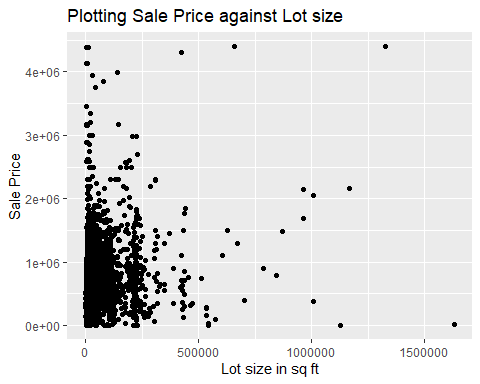 Plotting Sale Price against Lot size
Sale Price
4e+06
3e+06
2e+06
1e+06
0e+00
0 500000 1000000 1500000
Lot size in sq ft